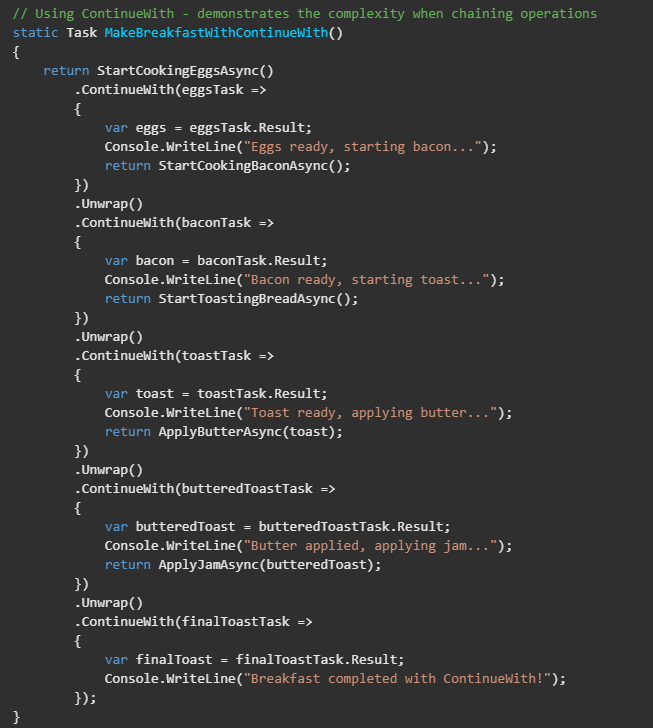 // Using ContinueWith - demonstrates the complexity when chaining operations
static Task MakeBreakfastWithContinueWith()
{
    return StartCookingEggsAsync()
        .ContinueWith(eggsTask =>
        {
            var eggs = eggsTask.Result;
            Console.WriteLine("Eggs ready, starting bacon...");
            return StartCookingBaconAsync();
        })
        .Unwrap()
        .ContinueWith(baconTask =>
        {
            var bacon = baconTask.Result;
            Console.WriteLine("Bacon ready, starting toast...");
            return StartToastingBreadAsync();
        })
        .Unwrap()
        .ContinueWith(toastTask =>
        {
            var toast = toastTask.Result;
            Console.WriteLine("Toast ready, applying butter...");
            return ApplyButterAsync(toast);
        })
        .Unwrap()
        .ContinueWith(butteredToastTask =>
        {
            var butteredToast = butteredToastTask.Result;
            Console.WriteLine("Butter applied, applying jam...");
            return ApplyJamAsync(butteredToast);
        })
        .Unwrap()
        .ContinueWith(finalToastTask =>
        {
            var finalToast = finalToastTask.Result;
            Console.WriteLine("Breakfast completed with ContinueWith!");
        });
}